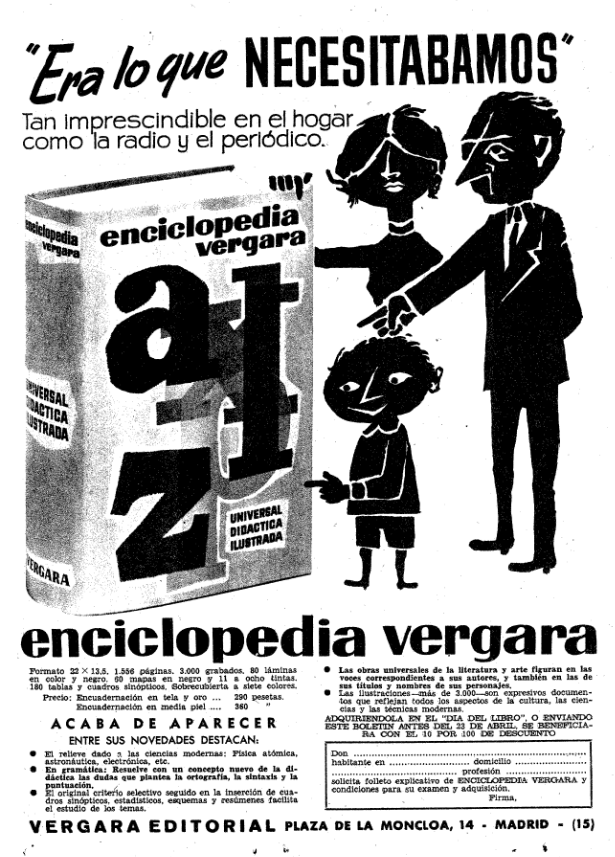 "Era lo que NECESITABAMOS"
Tan imprescindible en el hogar
como la radio y el periódico.
enciclopedia
vergara
UNIVERSAL
DIDACTICA
ILUSTRADA
VERGARA
enciclopedia
vergara
a
z
UNIVERSAL
DIDACTICA
ILUSTRADA
enciclopedia vergara
Formato 22 × 13,5. 1.556 páginas. 3.000 grabados, 80 láminas
en color y negro. 60 mapas en negro y 11 a ocho tintas.
180 tablas y cuadros sinópticos. Sobrecubierta a siete colores.
Precio: Encuadernación en tela y oro ... 290 pesetas.
Encuadernación en media piel .... 360 "
ACABA DE APARECER
ENTRE SUS NOVEDADES DESTACAN:
● El relieve dado a las ciencias modernas: Física atómica,
astronáutica, electrónica, etc.
● En gramática: Resuelve con un concepto nuevo de la di-
dáctica las dudas que plantea la ortografía, la sintaxis y la
puntuación.
● El original criterio selectivo seguido en la inserción de cua-
dros sinópticos, estadísticos, esquemas y resúmenes facilita
el estudio de los temas.
● Las obras universales de la literatura y arte figuran en las
voces correspondientes a sus autores, y también en las de
sus títulos y nombres de sus personajes.
● Las ilustraciones—más de 3.000—son expresivos documen-
tos que reflejan todos los aspectos de la cultura, las cien-
cias y las técnicas modernas.
ADQUIRIENDOLA EN EL "DIA DEL LIBRO", O ENVIANDO
ESTE BOLETIN ANTES DEL 23 DE ABRIL, SE BENEFICIA-
RA CON EL 10 POR 100 DE DESCUENTO
Don ........................................
habitante en .................... domicilio ....................
........................................ profesión ....................
solicita folleto explicativo de ENCICLOPEDIA VERGARA y
condiciones para su examen y adquisición.
Firma,
VERGARA EDITORIAL PLAZA DE LA MONCLOA, 14 - MADRID - (15)